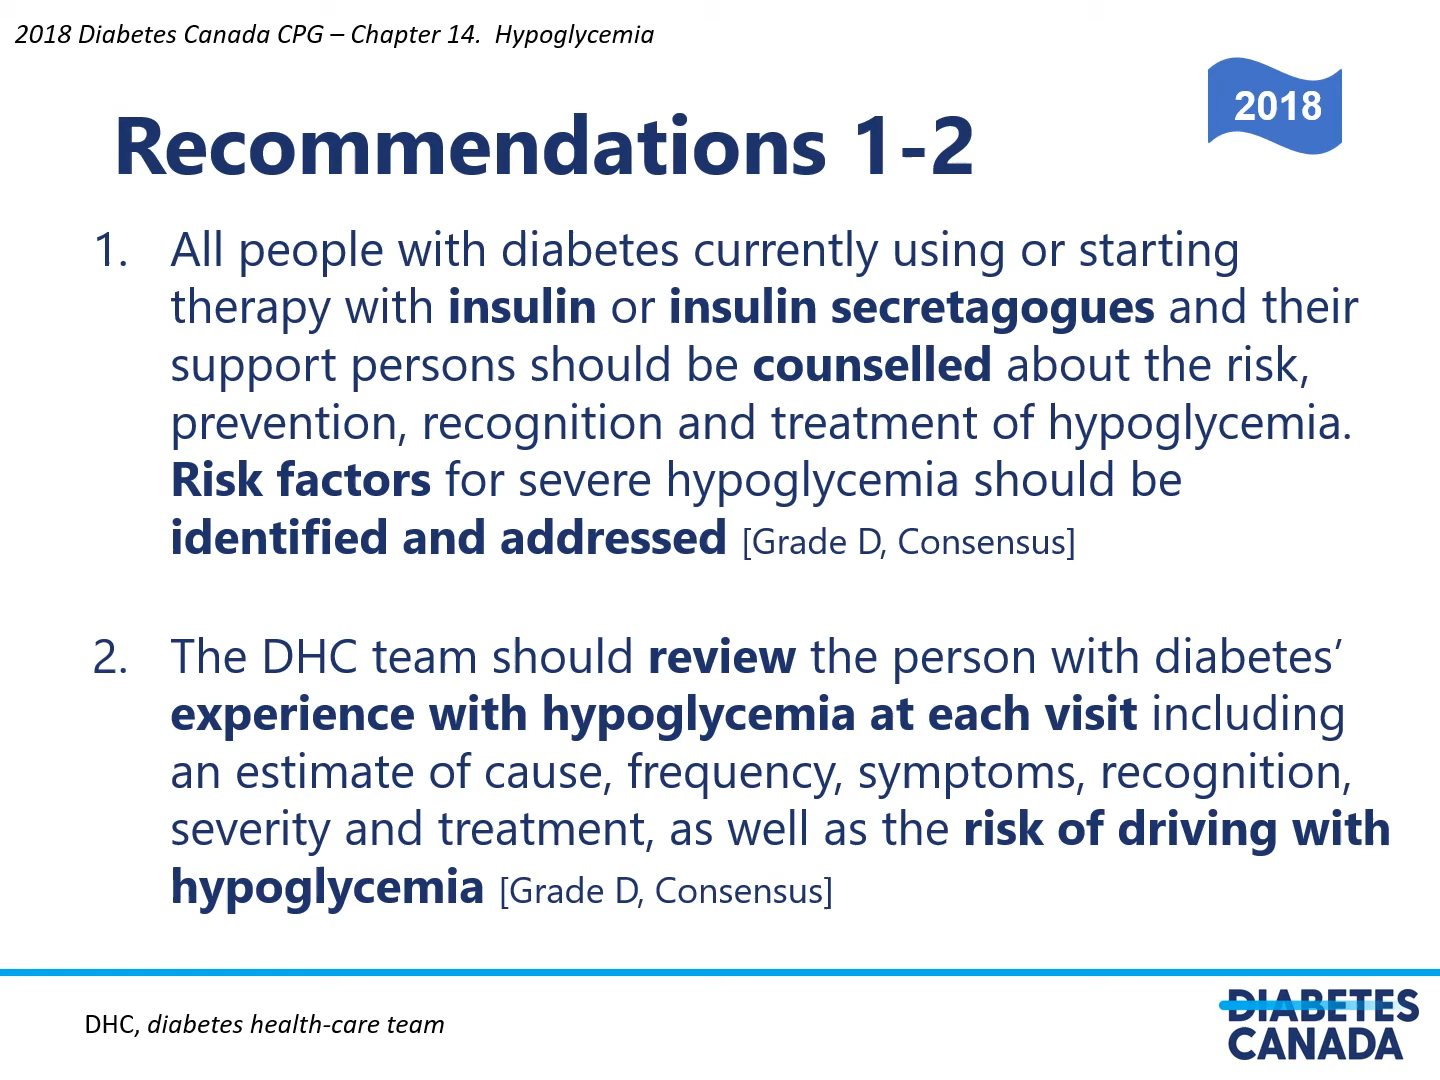 2018 Diabetes Canada CPG – Chapter 14.  Hypoglycemia
2018
Recommendations 1-2
1. All people with diabetes currently using or starting
therapy with insulin or insulin secretagogues and their
support persons should be counselled about the risk,
prevention, recognition and treatment of hypoglycemia.
Risk factors for severe hypoglycemia should be
identified and addressed [Grade D, Consensus]
2. The DHC team should review the person with diabetes’
experience with hypoglycemia at each visit including
an estimate of cause, frequency, symptoms, recognition,
severity and treatment, as well as the risk of driving with
hypoglycemia [Grade D, Consensus]
DHC, diabetes health-care team
DIABETES
CANADA